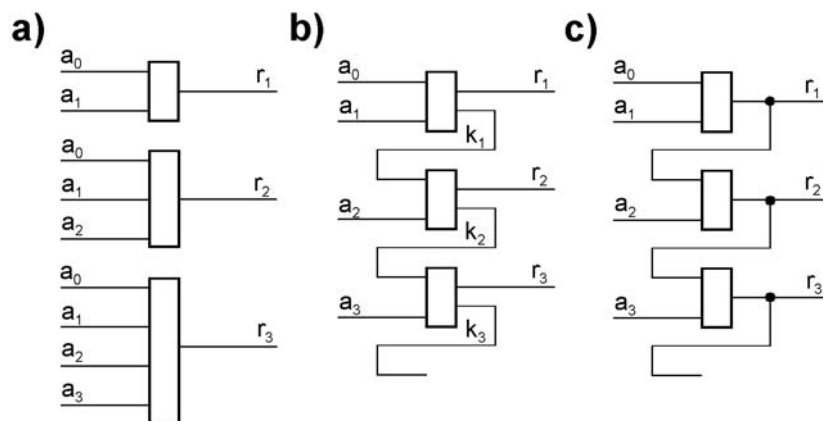 a)
a₀
a₁
r₁
a₀
a₁
a₂
r₂
a₀
a₁
a₂
a₃
r₃
b)
a₀
a₁
r₁
k₁
a₂
r₂
k₂
a₃
r₃
k₃
c)
a₀
a₁
r₁
a₂
r₂
a₃
r₃